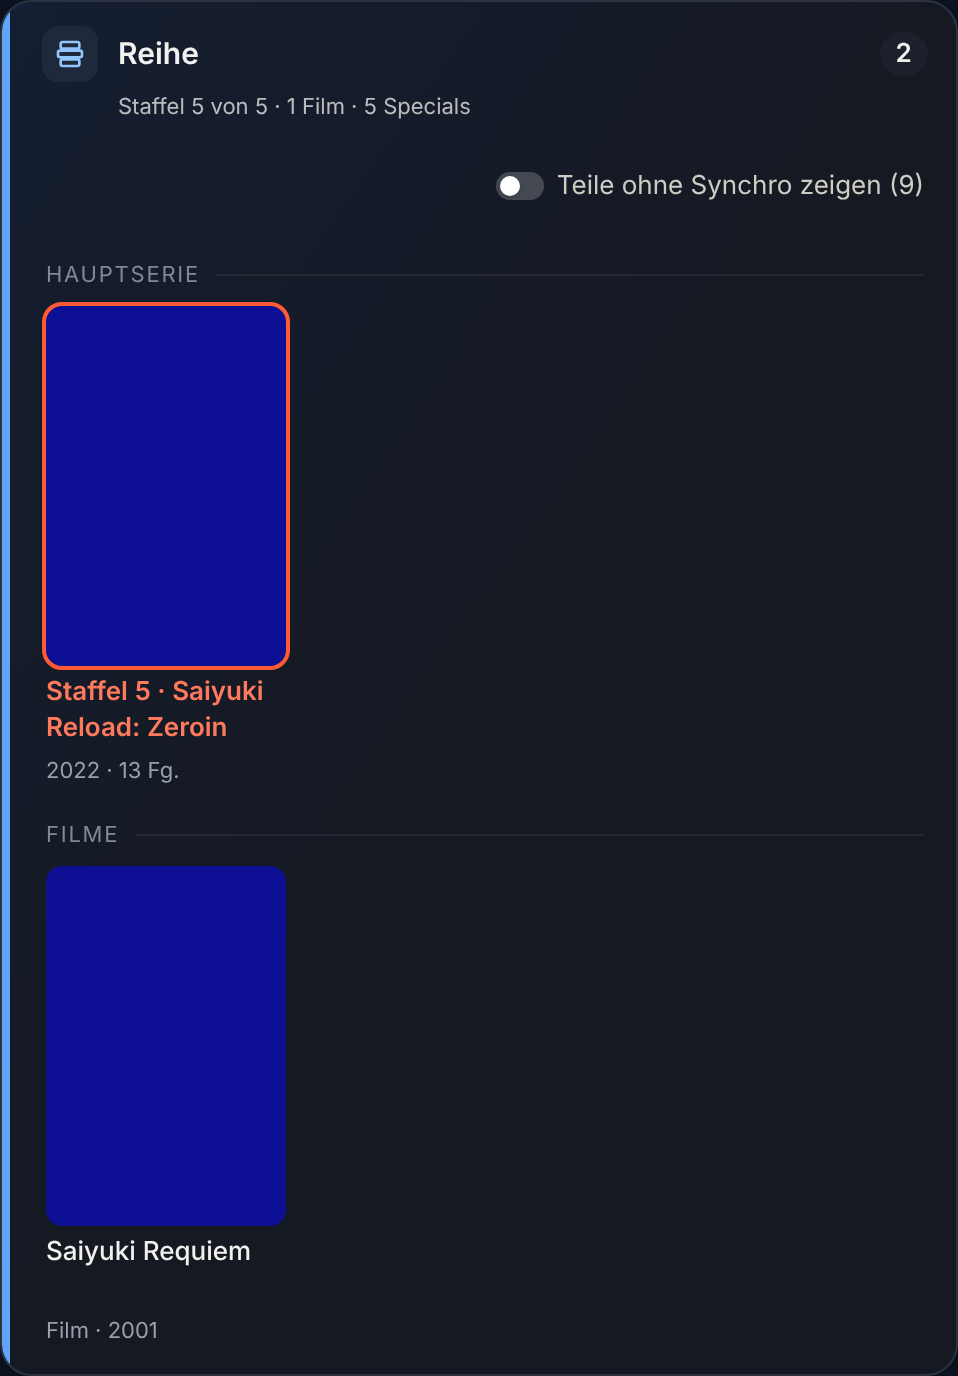 Reihe
2
Staffel 5 von 5 · 1 Film · 5 Specials
Teile ohne Synchro zeigen (9)
HAUPTSERIE
Staffel 5 · Saiyuki
Reload: Zeroin
2022 · 13 Fg.
FILME
Saiyuki Requiem
Film · 2001